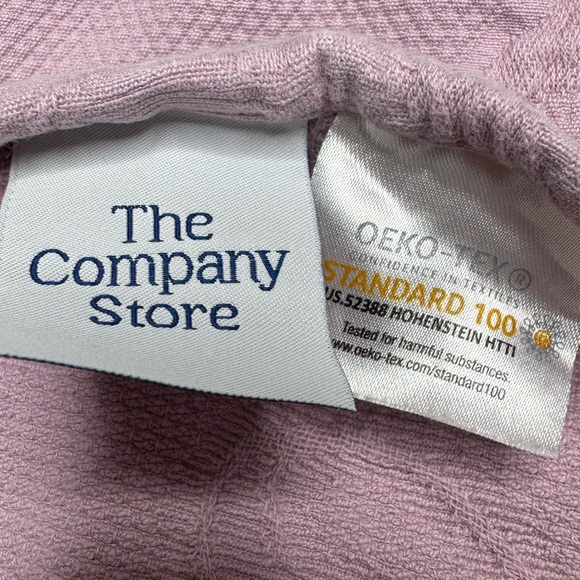 The
Company
Store
OEKO-TEX®
CONFIDENCE IN TEXTILES
STANDARD 100
US.52388 HOHENSTEIN HTTI
Tested for harmful substances.
www.oeko-tex.com/standard100